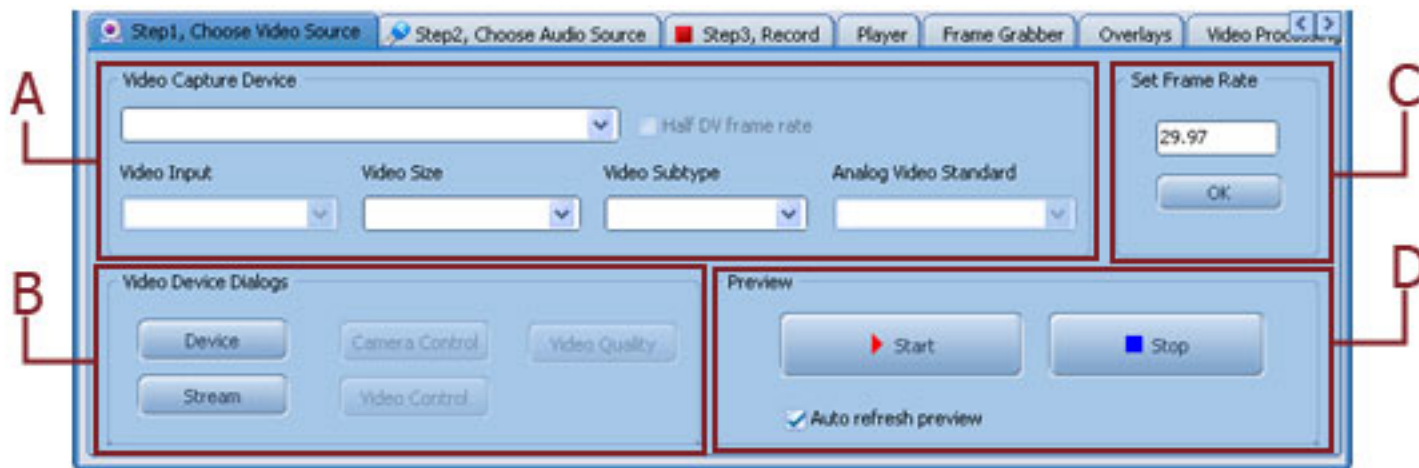 Step1, Choose Video Source Step2, Choose Audio Source Step3, Record Player Frame Grabber Overlays Video Processing
A
Video Capture Device
Half DV frame rate
Video Input Video Size Video Subtype Analog Video Standard
Set Frame Rate
29.97
OK
C
B
Video Device Dialogs
Device Camera Control Video Quality
Stream Video Control
Preview
Start Stop
Auto refresh preview
D